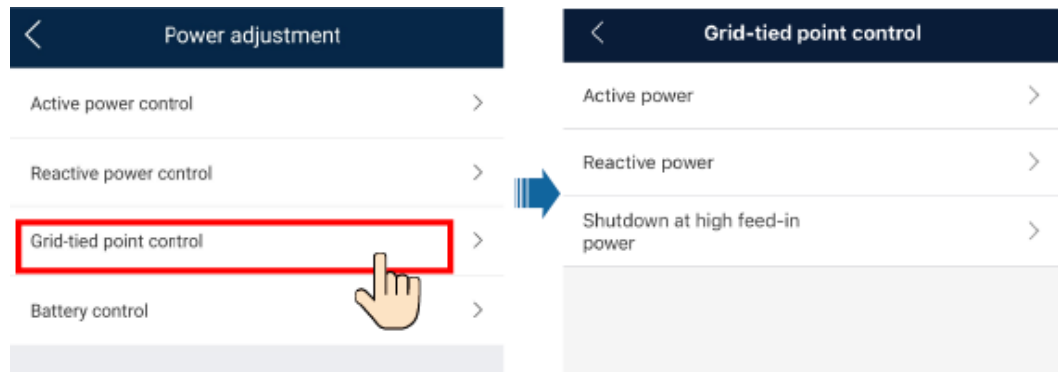 Power adjustment
Active power control
Reactive power control
Grid-tied point control
Battery control
Grid-tied point control
Active power
Reactive power
Shutdown at high feed-in
power